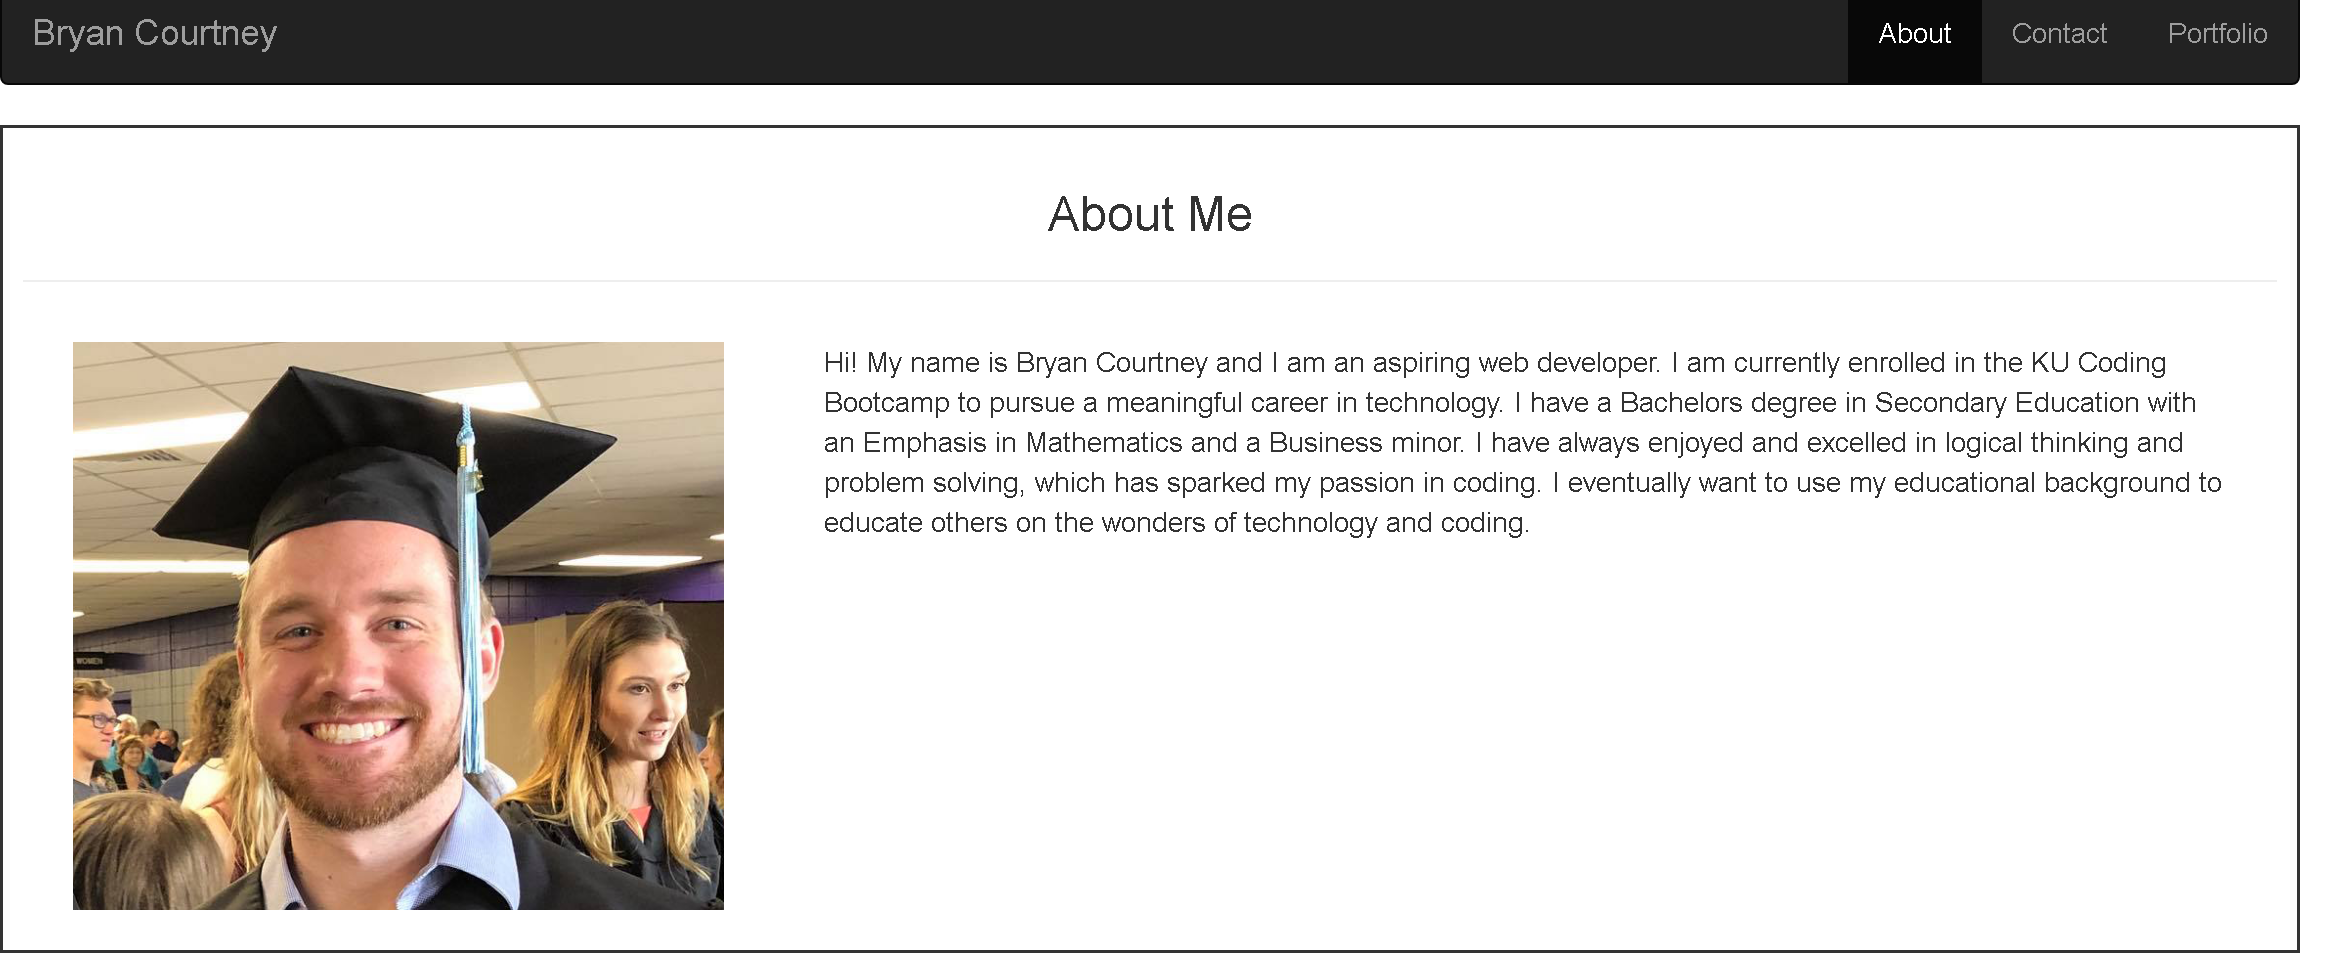 Bryan Courtney
About
Contact
Portfolio
About Me
Hi! My name is Bryan Courtney and I am an aspiring web developer. I am currently enrolled in the KU Coding
Bootcamp to pursue a meaningful career in technology. I have a Bachelors degree in Secondary Education with
an Emphasis in Mathematics and a Business minor. I have always enjoyed and excelled in logical thinking and
problem solving, which has sparked my passion in coding. I eventually want to use my educational background to
educate others on the wonders of technology and coding.
WOMEN